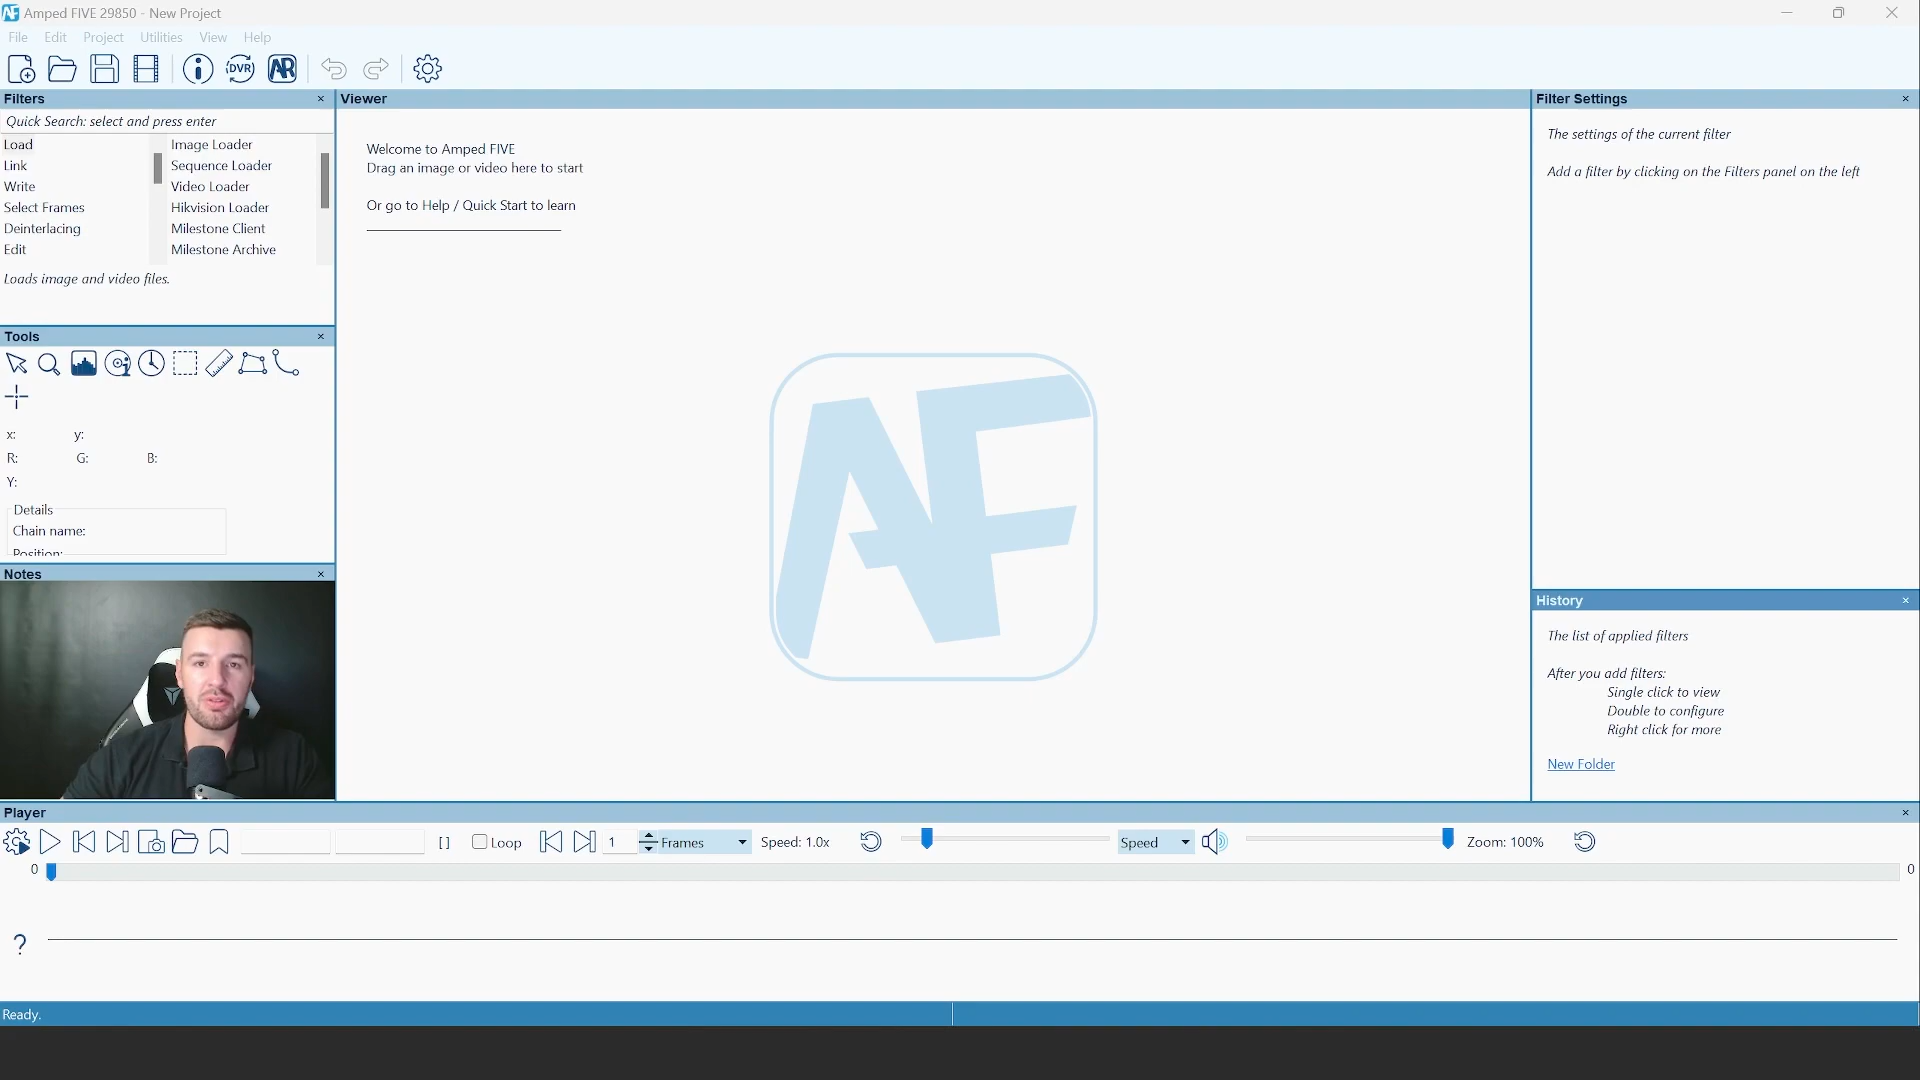 Amped FIVE 29850 - New Project
File Edit Project Utilities View Help
DVR
AR
Filters
Quick Search: select and press enter
Load
Link
Write
Select Frames
Deinterlacing
Edit
Image Loader
Sequence Loader
Video Loader
Hikvision Loader
Milestone Client
Milestone Archive
Loads image and video files.
Tools
x: y:
R: G: B:
Y:
Details
Chain name:
Position:
Notes
Viewer
Welcome to Amped FIVE
Drag an image or video here to start
Or go to Help / Quick Start to learn
AF
Filter Settings
The settings of the current filter
Add a filter by clicking on the Filters panel on the left
History
The list of applied filters
After you add filters:
Single click to view
Double to configure
Right click for more
New Folder
Player
[ ] Loop 1 Frames Speed: 1.0x Speed Zoom: 100%
0 0
?
Ready.